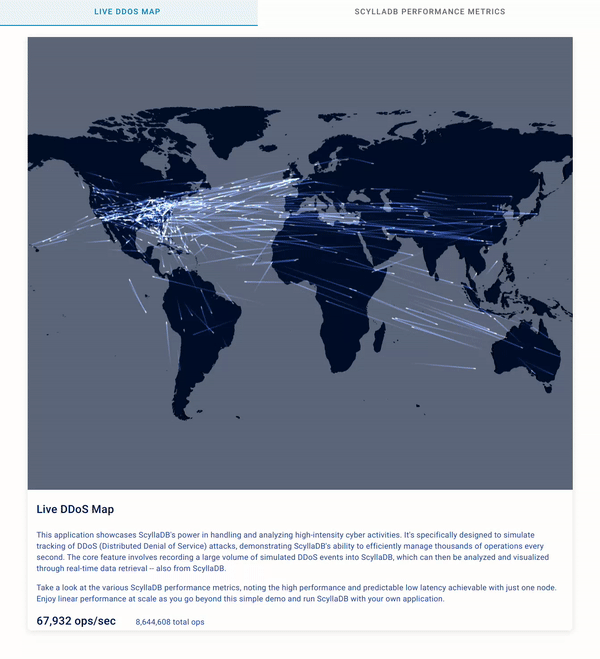 LIVE DDOS MAP
SCYLLADB PERFORMANCE METRICS
Live DDoS Map
This application showcases ScyllaDB's power in handling and analyzing high-intensity cyber activities. It's specifically designed to simulate
tracking of DDoS (Distributed Denial of Service) attacks, demonstrating ScyllaDB's ability to efficiently manage thousands of operations every
second. The core feature involves recording a large volume of simulated DDoS events into ScyllaDB, which can then be analyzed and visualized
through real-time data retrieval -- also from ScyllaDB.
Take a look at the various ScyllaDB performance metrics, noting the high performance and predictable low latency achievable with just one node.
Enjoy linear performance at scale as you go beyond this simple demo and run ScyllaDB with your own application.
67,932 ops/sec
8,644,608 total ops